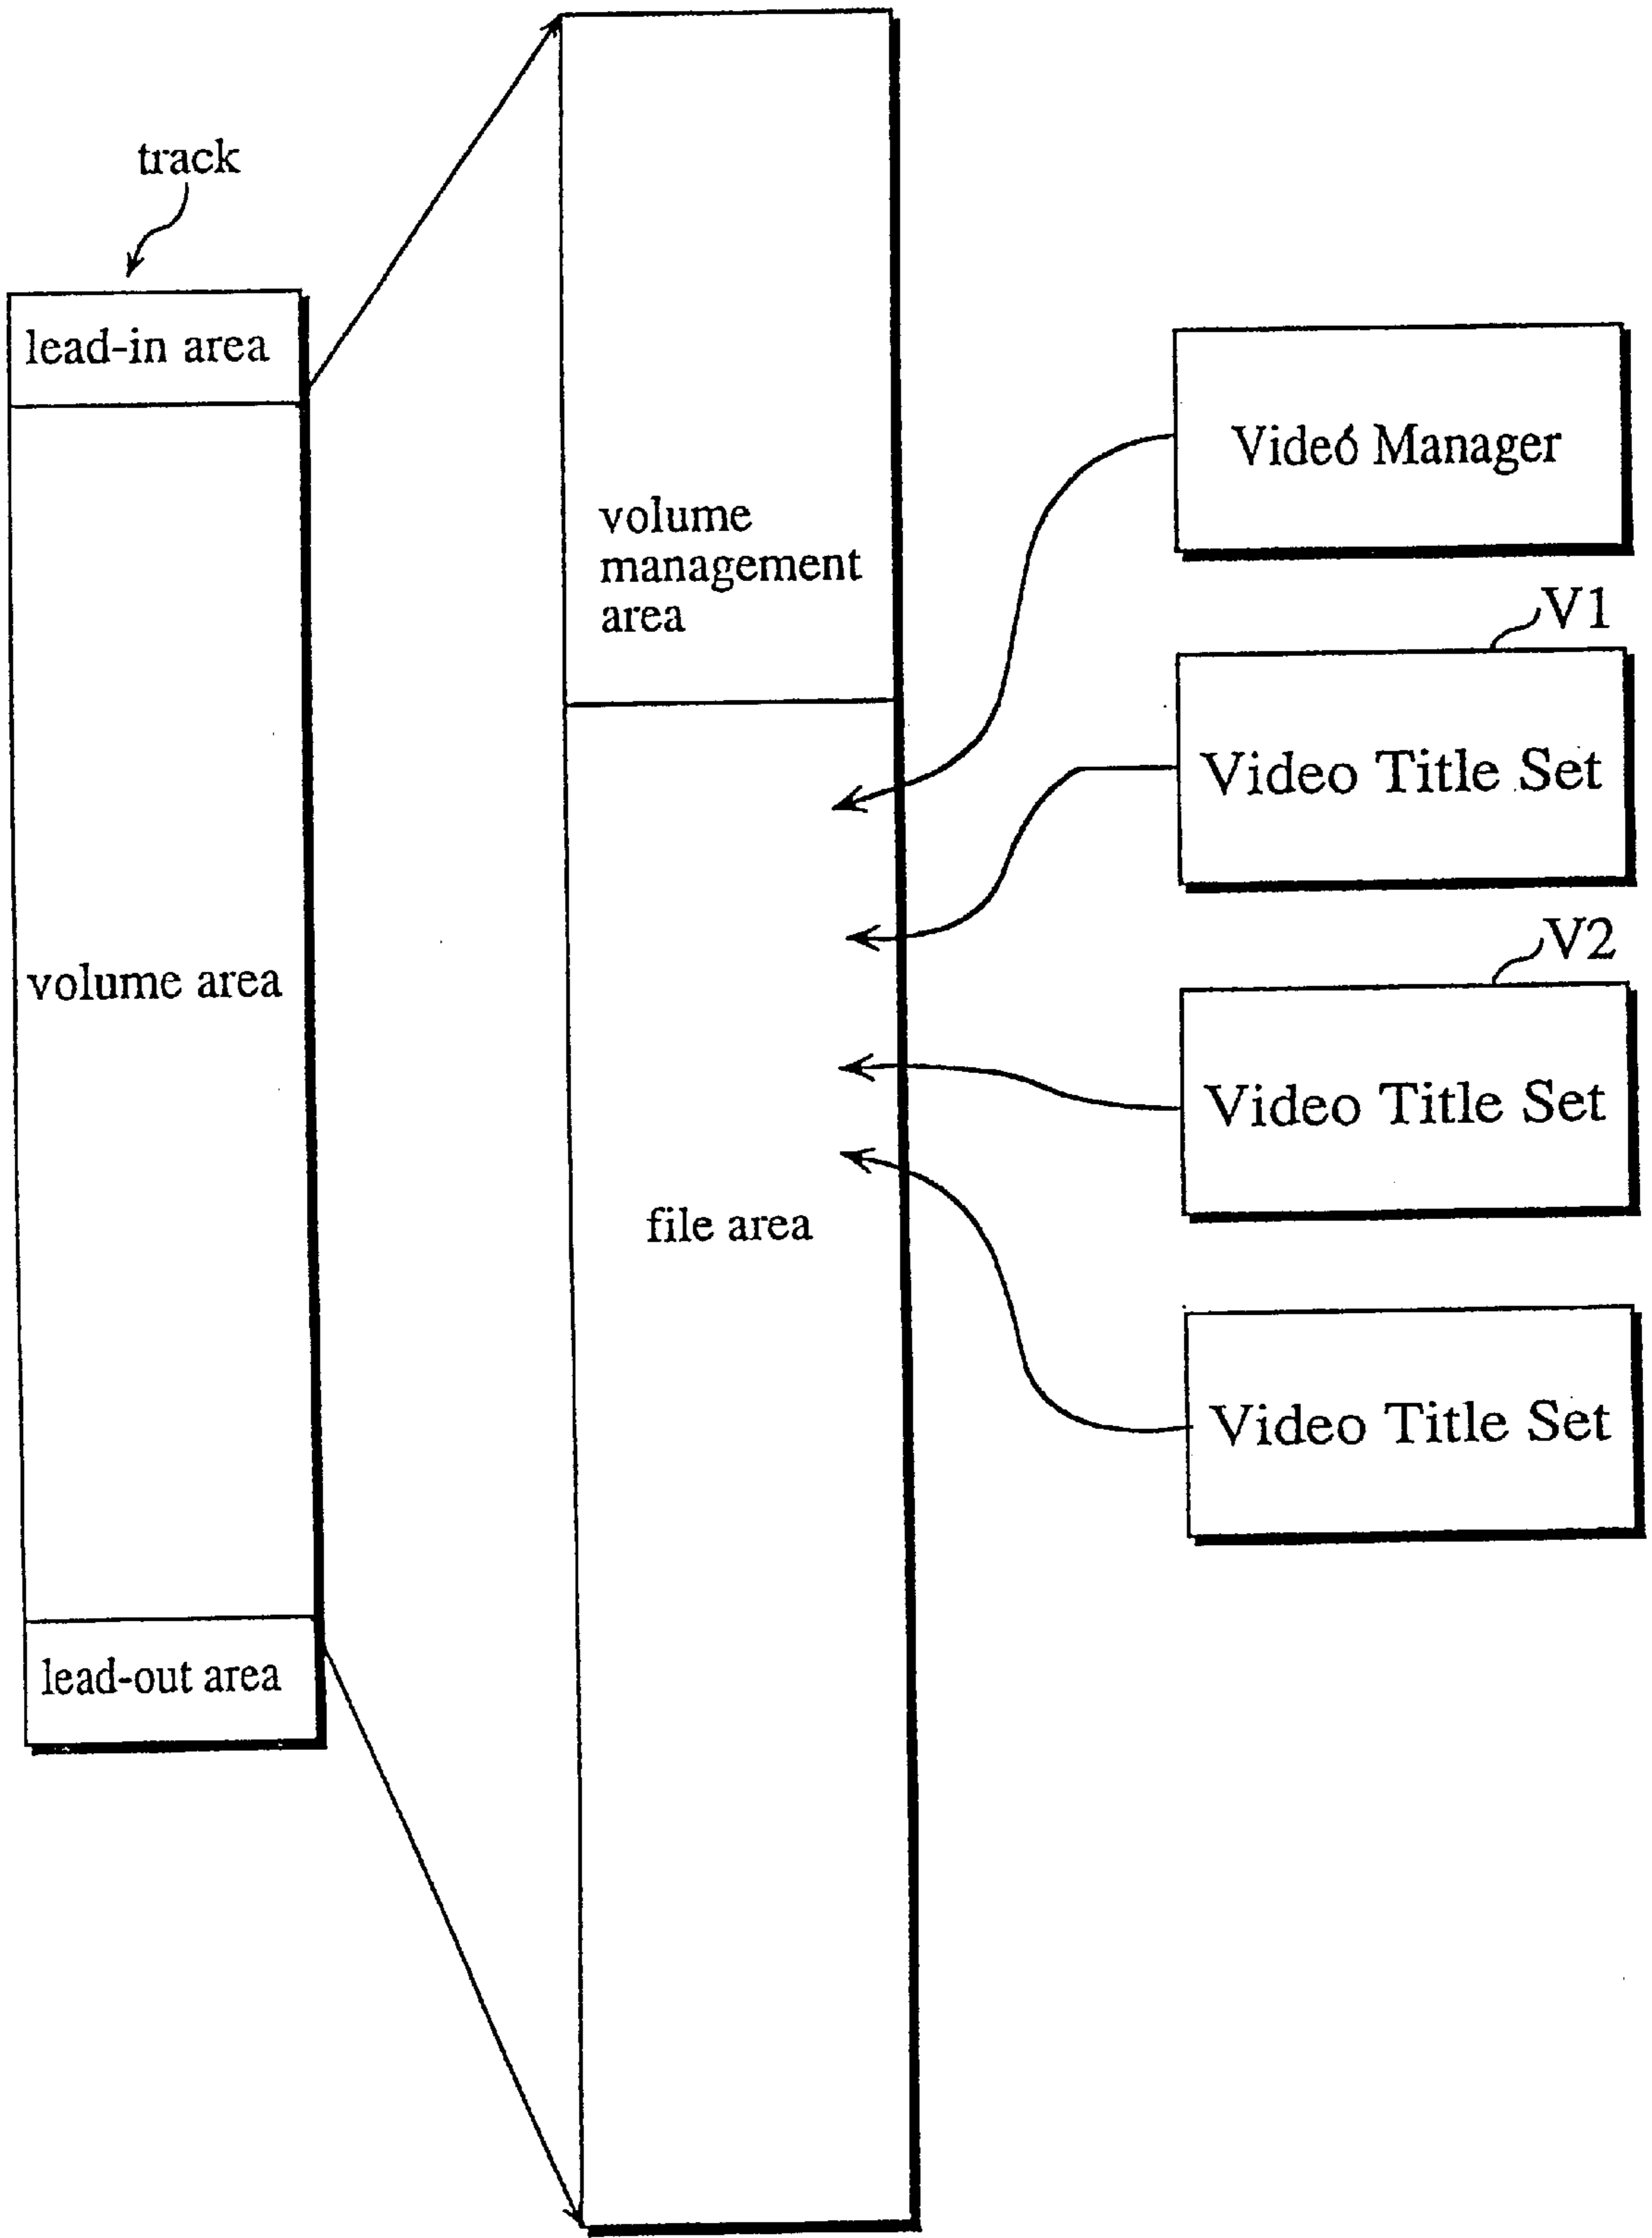 track
lead-in area
volume area
lead-out area
volume
management
area
file area
Video Manager
V1
Video Title Set
V2
Video Title Set
Video Title Set